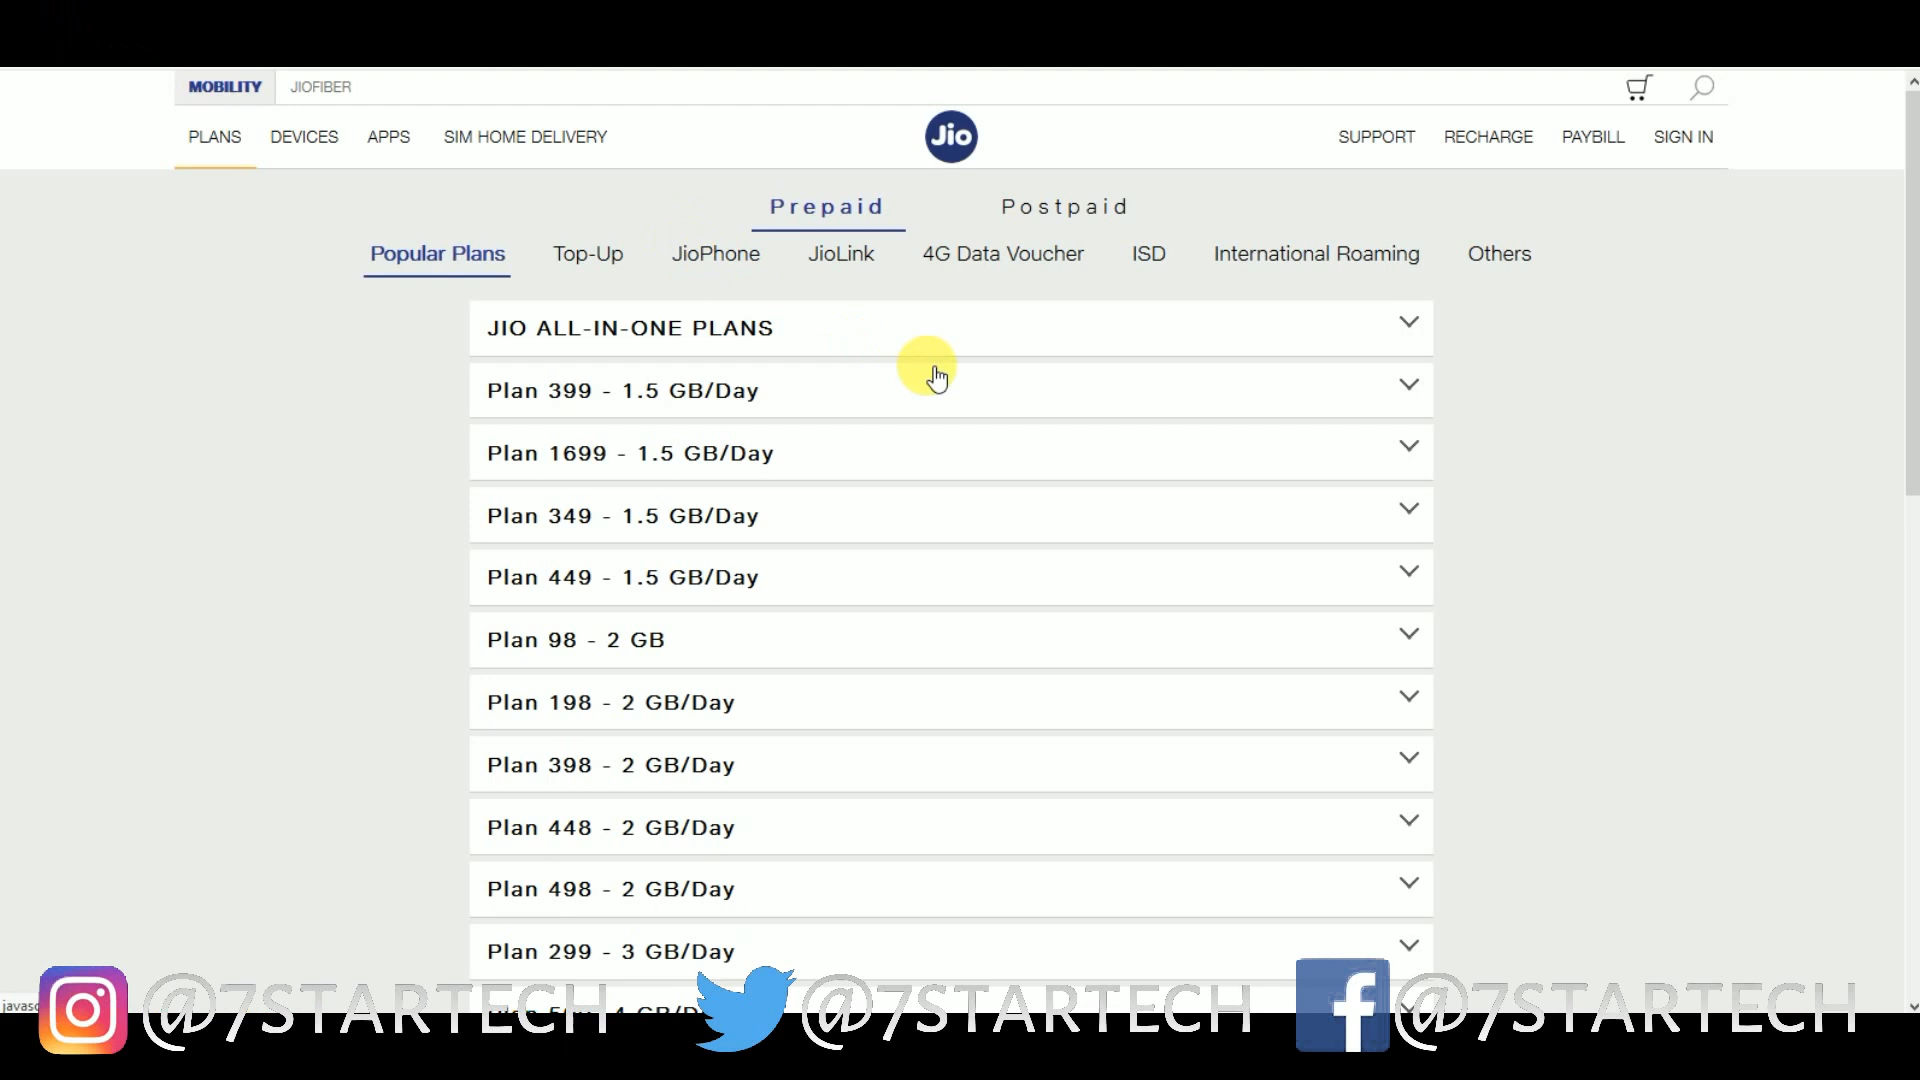 MOBILITY JIOFIBER
PLANS DEVICES APPS SIM HOME DELIVERY Jio SUPPORT RECHARGE PAYBILL SIGN IN
Prepaid Postpaid
Popular Plans Top-Up JioPhone JioLink 4G Data Voucher ISD International Roaming Others
JIO ALL-IN-ONE PLANS
Plan 399 - 1.5 GB/Day
Plan 1699 - 1.5 GB/Day
Plan 349 - 1.5 GB/Day
Plan 449 - 1.5 GB/Day
Plan 98 - 2 GB
Plan 198 - 2 GB/Day
Plan 398 - 2 GB/Day
Plan 448 - 2 GB/Day
Plan 498 - 2 GB/Day
Plan 299 - 3 GB/Day
@7STARTECH @7STARTECH @7STARTECH